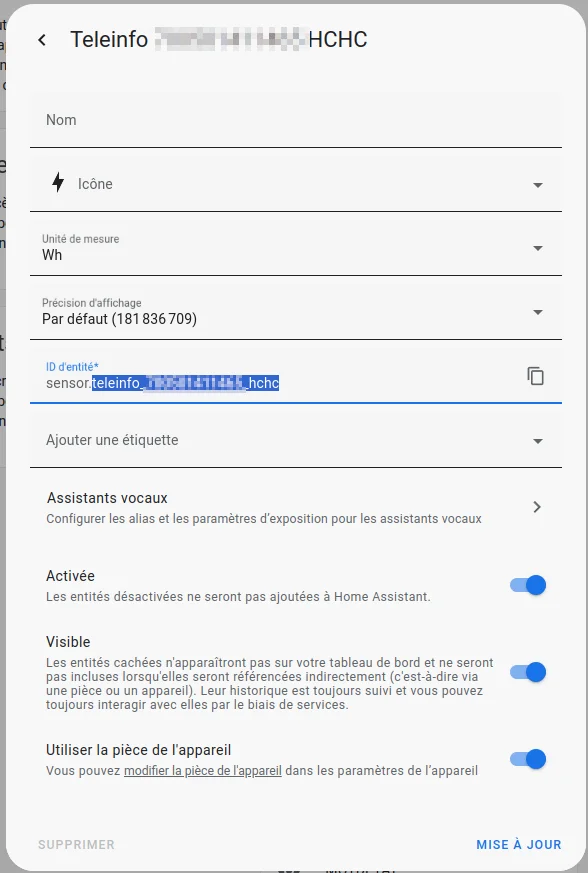 Teleinfo HCHC
Nom
Icône
Unité de mesure
Wh
Précision d'affichage
Par défaut (181 836 709)
ID d'entité*
sensor.teleinfo_ _hchc
Ajouter une étiquette
Assistants vocaux
Configurer les alias et les paramètres d'exposition pour les assistants vocaux
Activée
Les entités désactivées ne seront pas ajoutées à Home Assistant.
Visible
Les entités cachées n'apparaîtront pas sur votre tableau de bord et ne seront
pas incluses lorsqu'elles seront référencées indirectement (c'est-à-dire via
une pièce ou un appareil). Leur historique est toujours suivi et vous pouvez
toujours interagir avec elles par le biais de services.
Utiliser la pièce de l'appareil
Vous pouvez modifier la pièce de l'appareil dans les paramètres de l'appareil
SUPPRIMER
MISE À JOUR